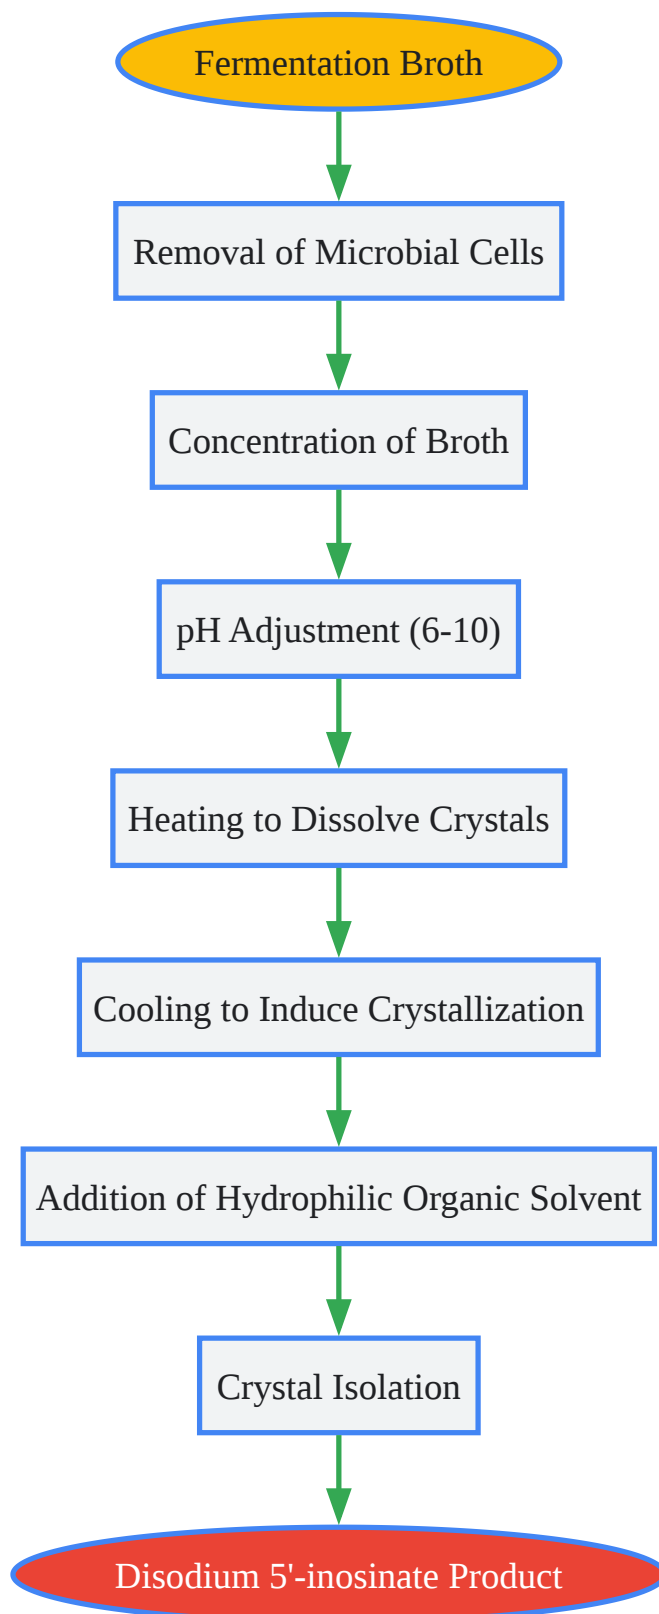 Fermentation Broth
Removal of Microbial Cells
Concentration of Broth
pH Adjustment (6-10)
Heating to Dissolve Crystals
Cooling to Induce Crystallization
Addition of Hydrophilic Organic Solvent
Crystal Isolation
Disodium 5'-inosinate Product